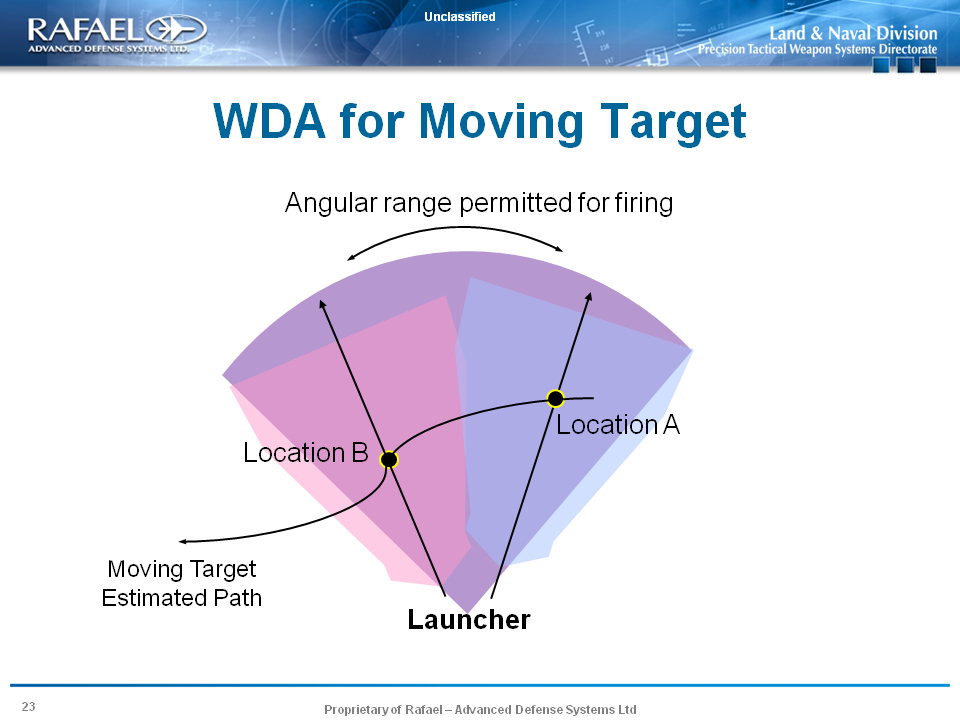 Unclassified
RAFAEL
ADVANCED DEFENSE SYSTEMS LTD.
Land & Naval Division
Precision Tactical Weapon Systems Directorate
WDA for Moving Target
Angular range permitted for firing
Location A
Location B
Moving Target
Estimated Path
Launcher
23
Proprietary of Rafael – Advanced Defense Systems Ltd